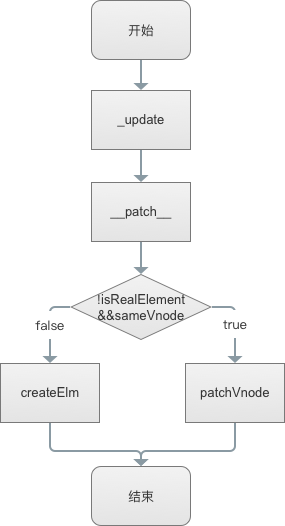 开始
_update
__patch__
!isRealElement
&&sameVnode
false
true
createElm
patchVnode
结束